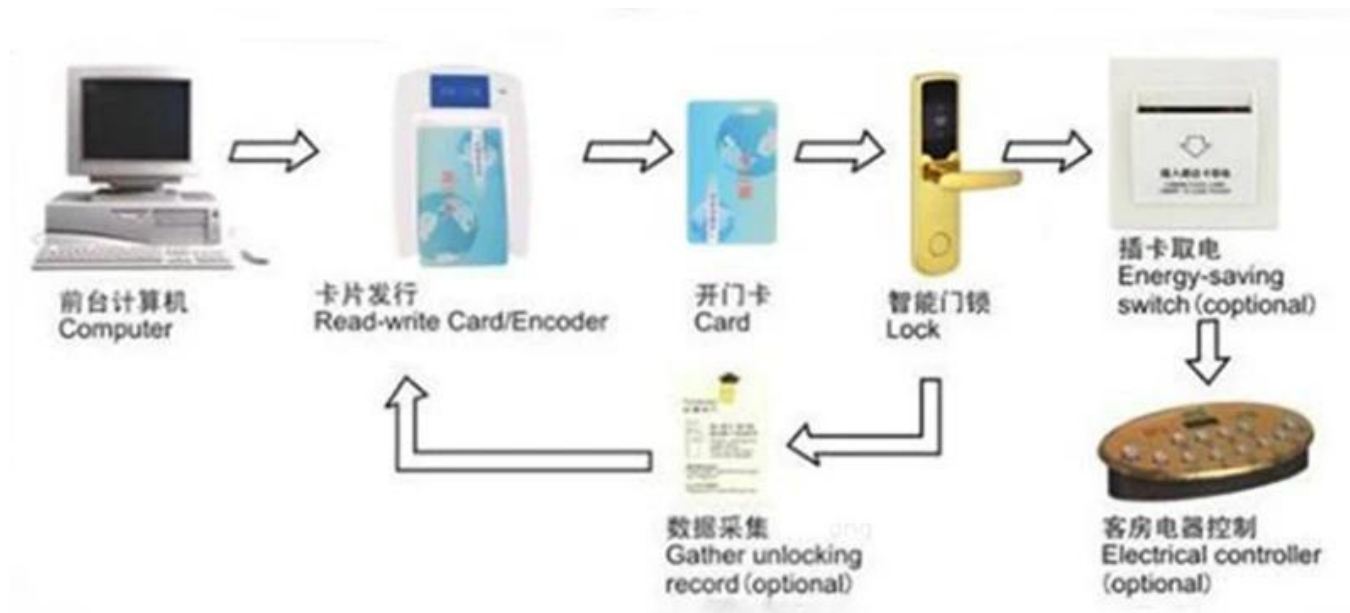 前台计算机
Computer
卡片发行
Read-write Card/Encoder
开门卡
Card
智能门锁
Lock
插卡取电
Energy-saving
switch(coptional)
数据采集
Gather unlocking
record(optional)
客房电器控制
Electrical controller
(optional)